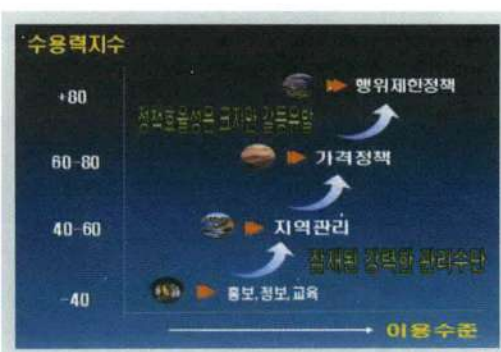 수용력지수
+80
행위제한정책
정책효율성은 크지만 갈등유발
60-80
가격정책
40-60
지역관리
잠재된 강력한 관리수단
-40
홍보, 정보, 교육
이용수준